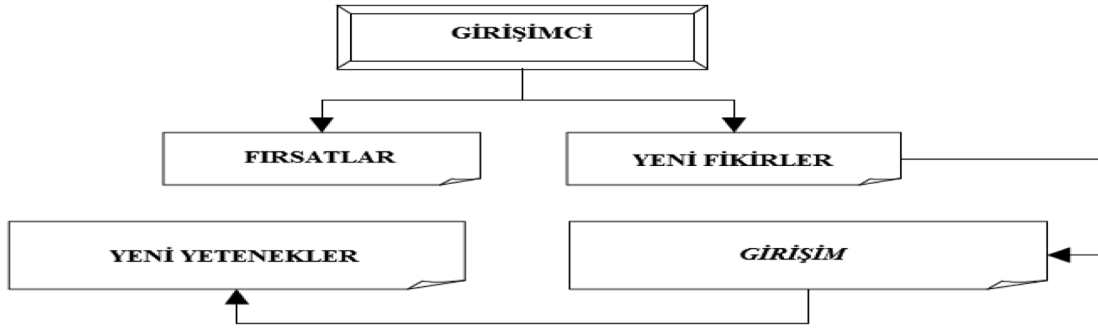 GİRİŞİMCİ
FIRSATLAR
YENİ FİKİRLER
YENİ YETENEKLER
GİRİŞİM